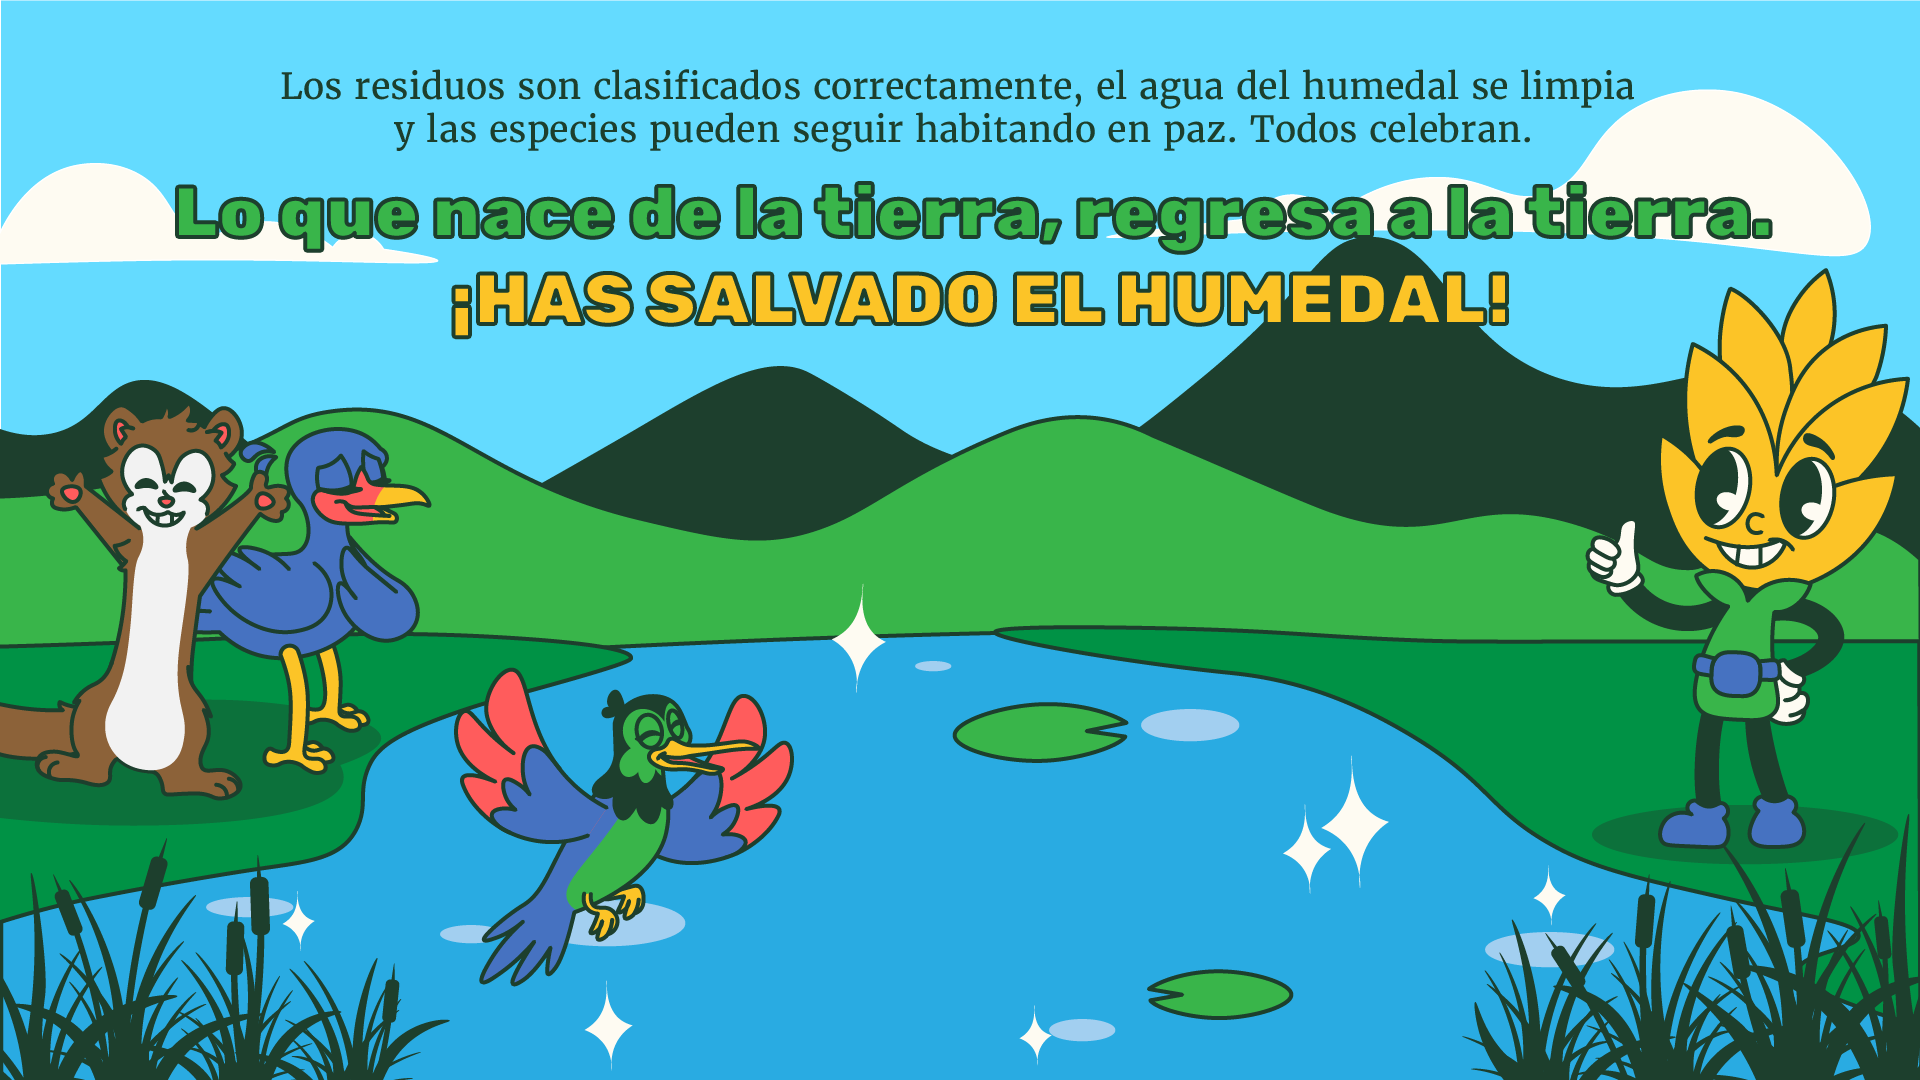 Los residuos son clasificados correctamente, el agua del humedal se limpia
y las especies pueden seguir habitando en paz. Todos celebran.
Lo que nace de la tierra, regresa a la tierra.
¡HAS SALVADO EL HUMEDAL!